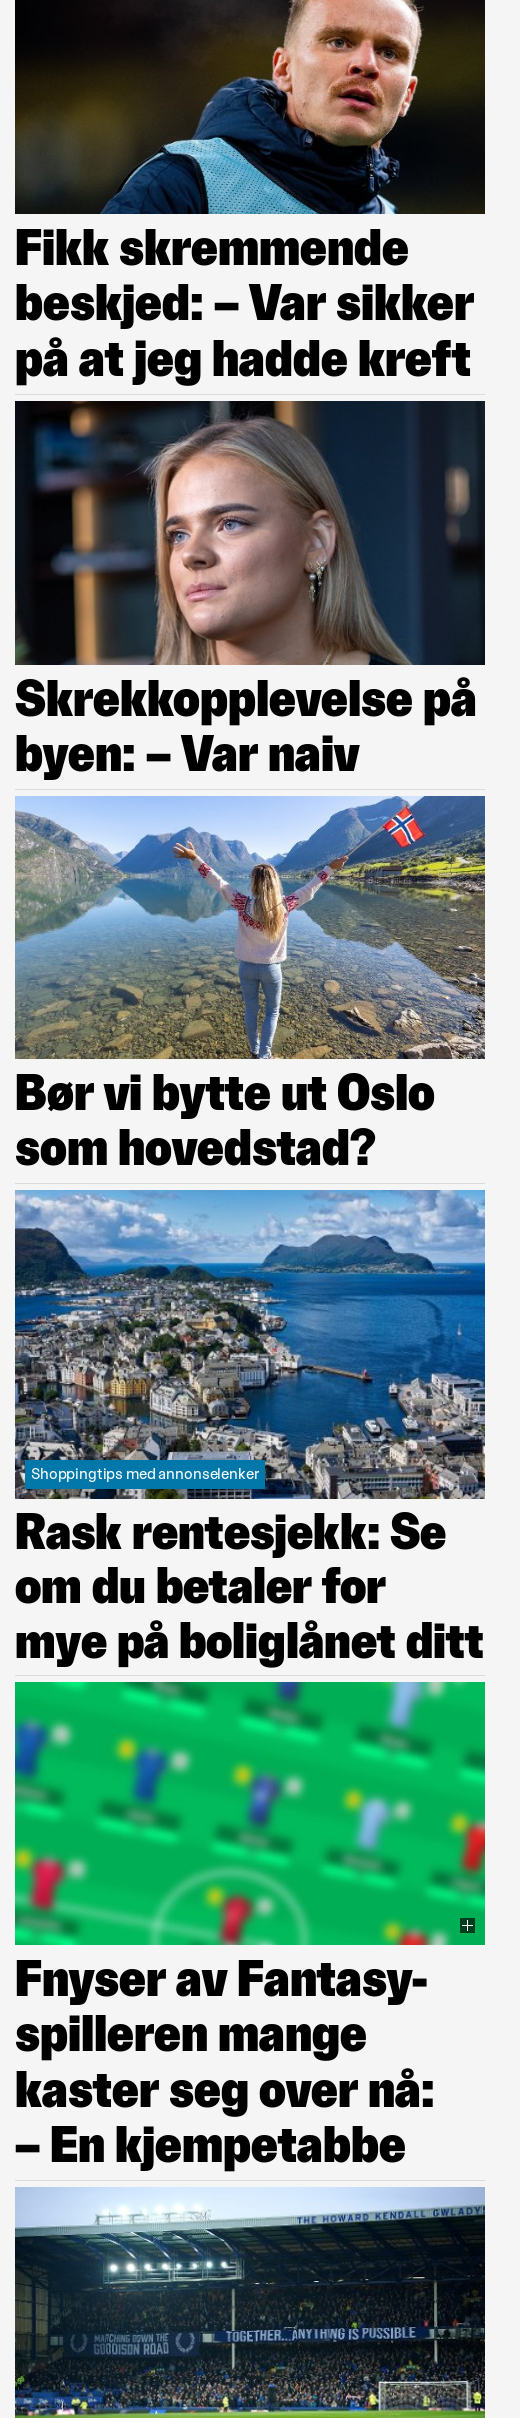 Fikk skremmende
beskjed: – Var sikker
på at jeg hadde kreft
Skrekkopplevelse på
byen: – Var naiv
Bør vi bytte ut Oslo
som hovedstad?
Shoppingtips med annonselenker
Rask rentesjekk: Se
om du betaler for
mye på boliglånet ditt
Fnyser av Fantasy-
spilleren mange
kaster seg over nå:
– En kjempetabbe
THE HOWARD KENDALL GWLADY
MARCHING DOWN THE
GOODISON ROAD
TOGETHER...ANYTHING IS POSSIBLE